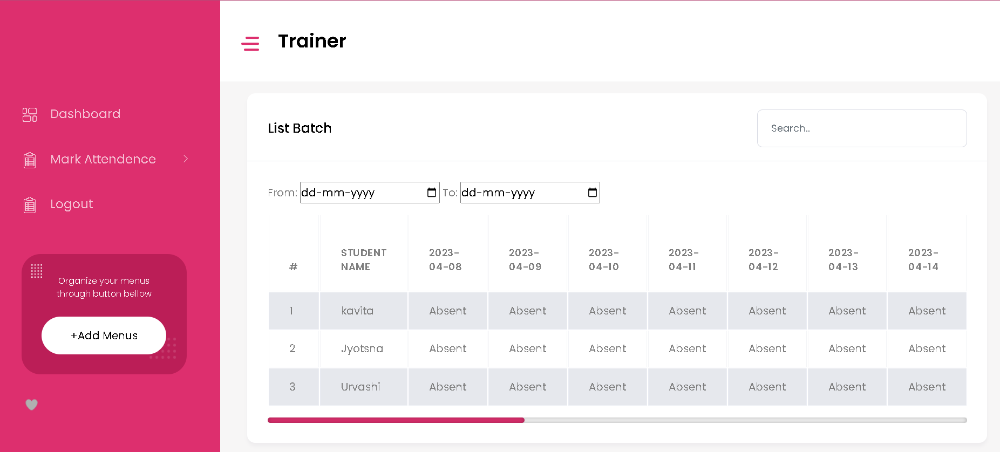 Trainer
Dashboard
Mark Attendence
Logout
Organize your menus
through button bellow
+Add Menus
List Batch
Search..
From: dd-mm-yyyy To: dd-mm-yyyy
# STUDENT NAME 2023-04-08 2023-04-09 2023-04-10 2023-04-11 2023-04-12 2023-04-13 2023-04-14
1 kavita Absent Absent Absent Absent Absent Absent Absent
2 Jyotsna Absent Absent Absent Absent Absent Absent Absent
3 Urvashi Absent Absent Absent Absent Absent Absent Absent